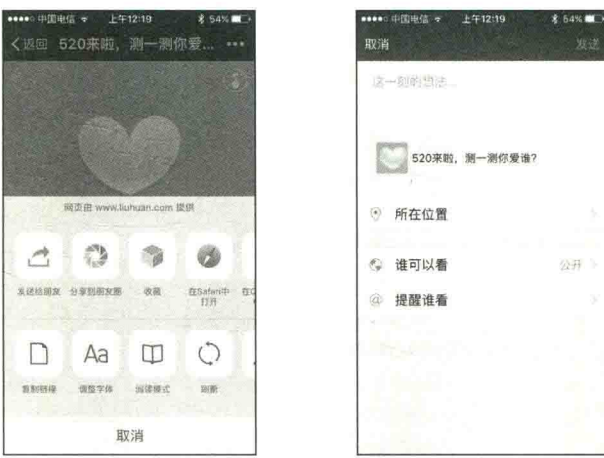 中国电信 上午12:19 54%
返回 520来啦，测一测你爱... •••
网页由 www.liuhuan.com 提供
发送给朋友 分享到朋友圈 收藏 在Safari中打开
复制链接 调整字体 阅读模式 刷新
取消
中国电信 上午12:19 54%
取消 发送
这一刻的想法...
520来啦，测一测你爱谁？
所在位置
谁可以看 公开
@ 提醒谁看